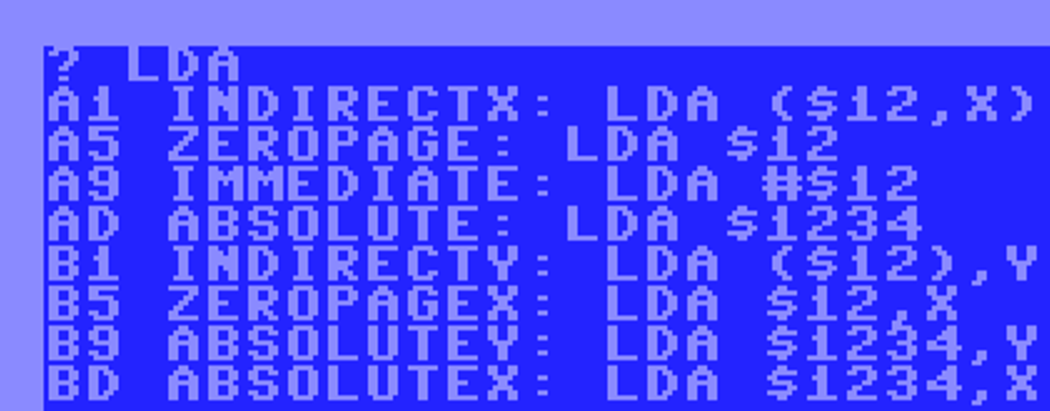 ? LDA
A1 INDIRECTX: LDA ($12,X)
A5 ZEROPAGE: LDA $12
A9 IMMEDIATE: LDA #$12
AD ABSOLUTE: LDA $1234
B1 INDIRECTY: LDA ($12),Y
B5 ZEROPAGEX: LDA $12,X
B9 ABSOLUTEY: LDA $1234,Y
BD ABSOLUTEX: LDA $1234,X